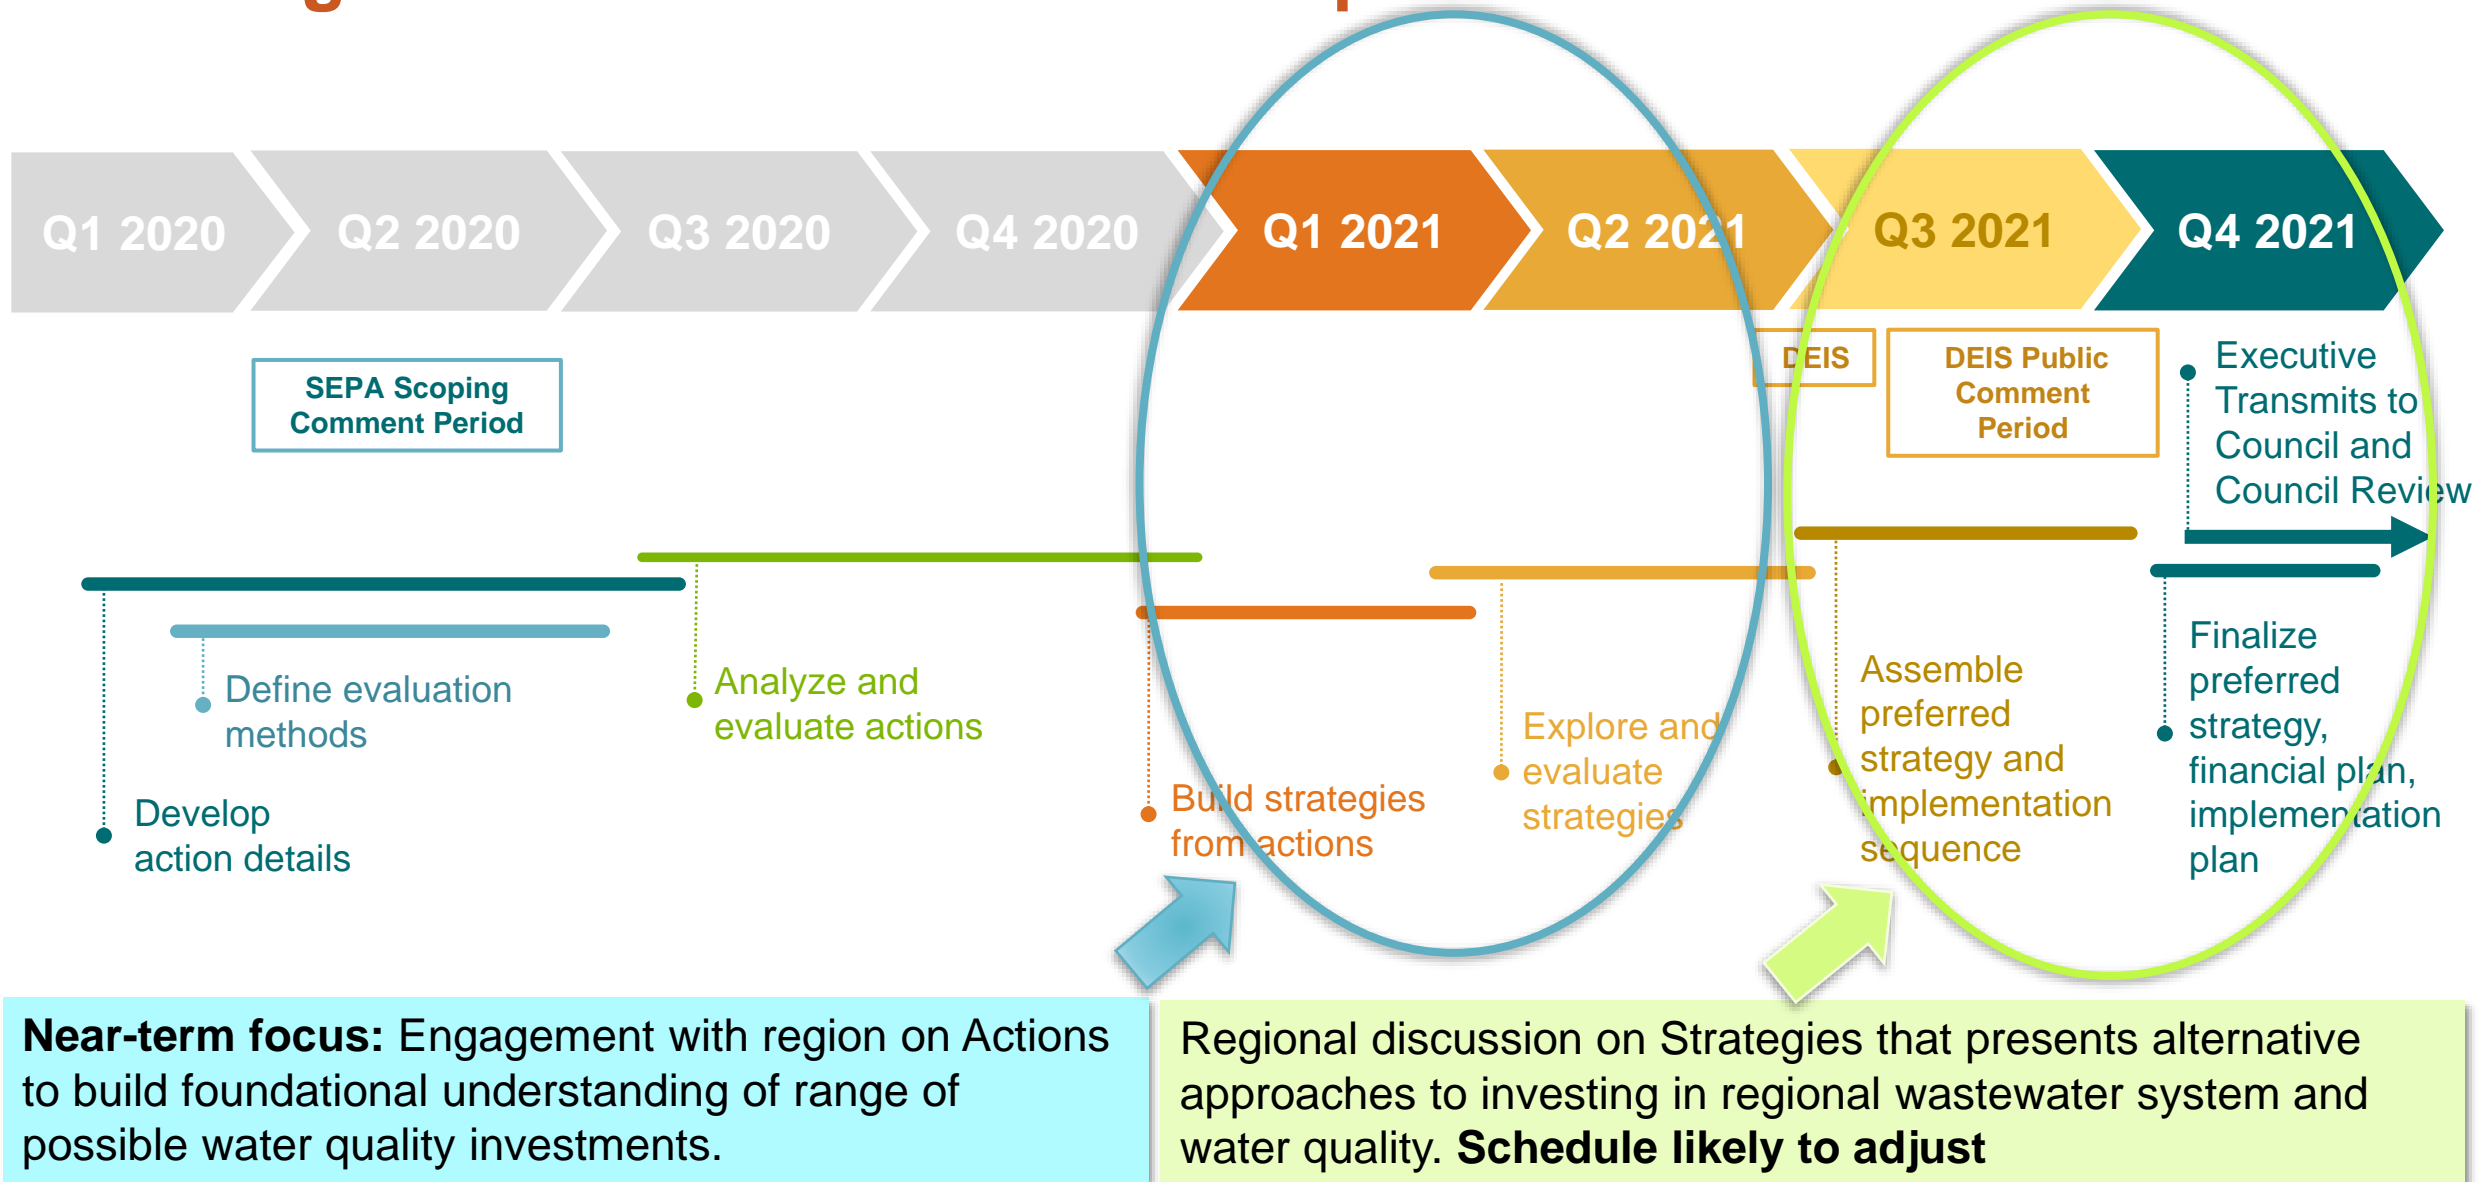 Q1 2020
Q2 2020
Q3 2020
Q4 2020
Q1 2021
Q2 2021
Q3 2021
Q4 2021
SEPA Scoping
Comment Period
DEIS
DEIS Public
Comment
Period
Executive
Transmits to
Council and
Council Review
Define evaluation
methods
Develop
action details
Analyze and
evaluate actions
Build strategies
from actions
Explore and
evaluate
strategies
Assemble
preferred
strategy and
implementation
sequence
Finalize
preferred
strategy,
financial plan,
implementation
plan
Near-term focus: Engagement with region on Actions
to build foundational understanding of range of
possible water quality investments.
Regional discussion on Strategies that presents alternative
approaches to investing in regional wastewater system and
water quality. Schedule likely to adjust